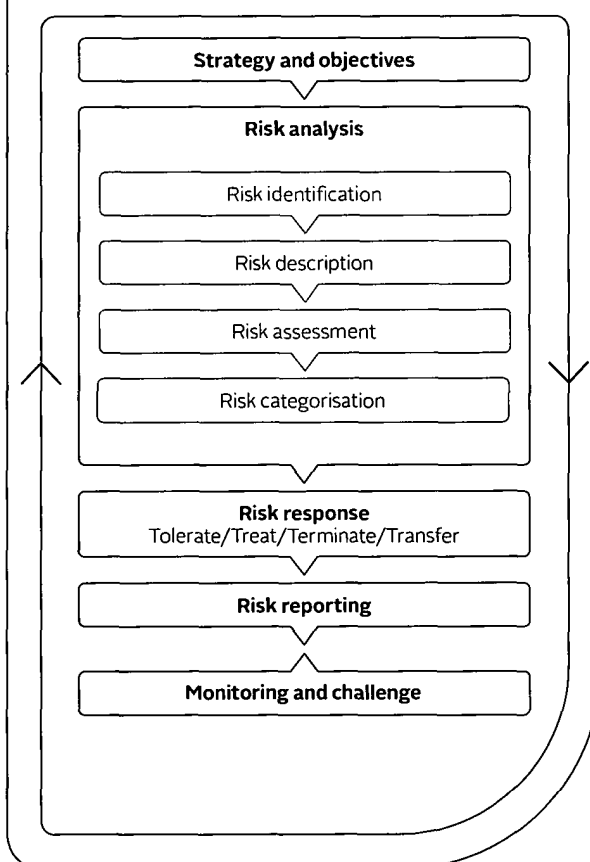 Strategy and objectives
Risk analysis
Risk identification
Risk description
Risk assessment
Risk categorisation
Risk response
Tolerate/Treat/Terminate/Transfer
Risk reporting
Monitoring and challenge